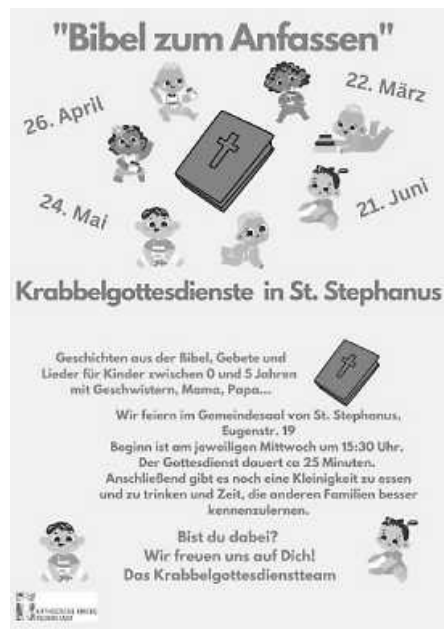 "Bibel zum Anfassen"
22. März
26. April
24. Mai
21. Juni
Krabbelgottesdienste in St. Stephanus
Geschichten aus der Bibel, Gebete und
Lieder für Kinder zwischen 0 und 5 Jahren
mit Geschwistern, Mama, Papa...
Wir feiern im Gemeindesaal von St. Stephanus,
Eugenstr. 19
Beginn ist am jeweiligen Mittwoch um 15:30 Uhr.
Der Gottesdienst dauert ca 25 Minuten.
Anschließend gibt es noch eine Kleinigkeit zu essen
und zu trinken und Zeit, die anderen Familien besser
kennenzulernen.
Bist du dabei?
Wir freuen uns auf Dich!
Das Krabbelgottesdienstteam
KATHOLISCHE KIRCHE